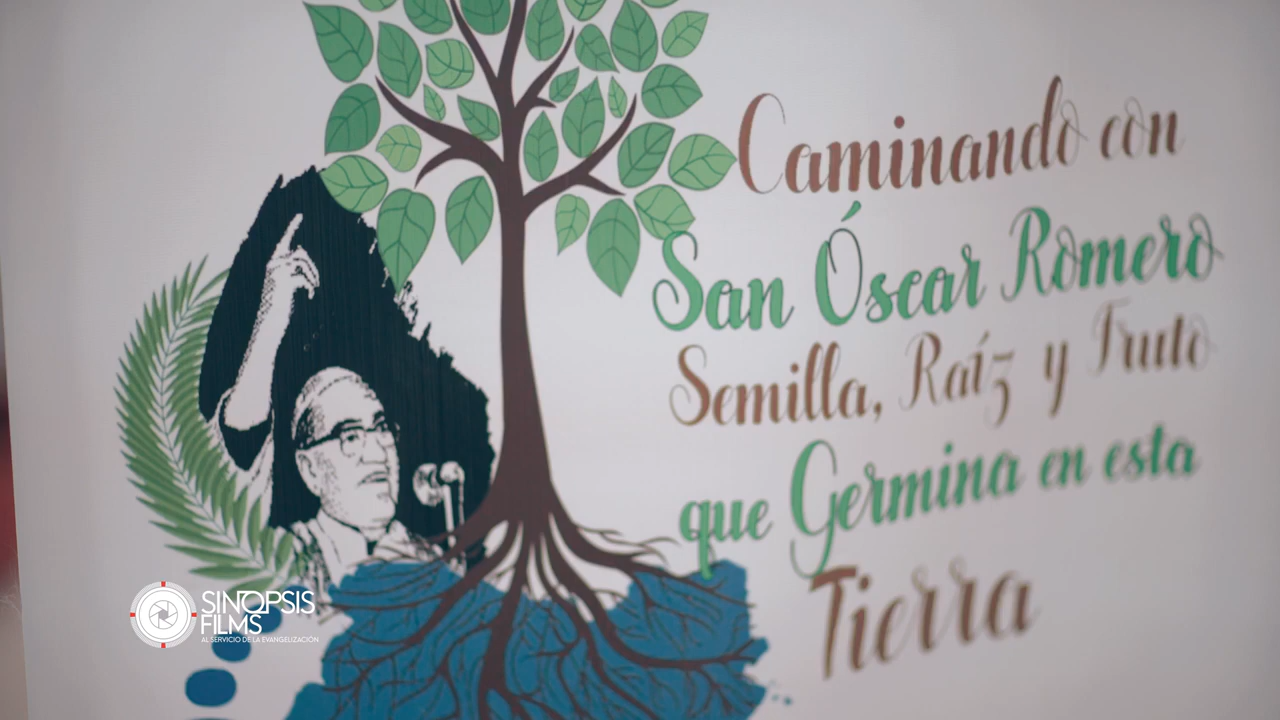 Caminando con
San Óscar Romero
Semilla, Raíz y Fruto
que Germina en esta
Tierra
SINOPSIS
FILMS
AL SERVICIO DE LA EVANGELIZACIÓN